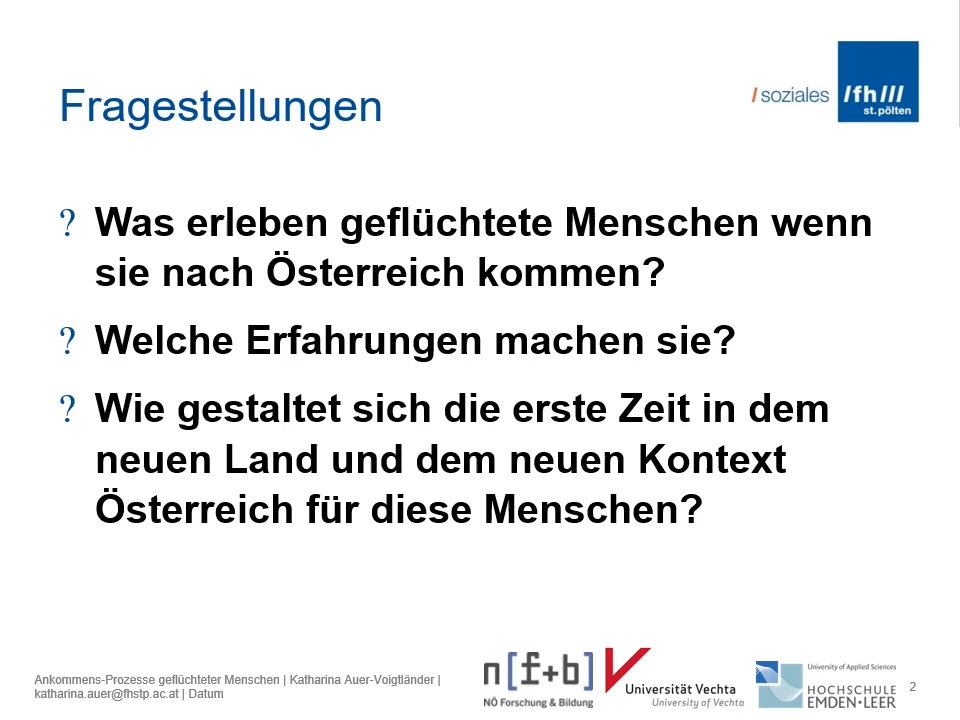 Fragestellungen
/ soziales
/fh///
st.pölten
? Was erleben geflüchtete Menschen wenn
sie nach Österreich kommen?
? Welche Erfahrungen machen sie?
? Wie gestaltet sich die erste Zeit in dem
neuen Land und dem neuen Kontext
Österreich für diese Menschen?
Ankommens-Prozesse geflüchteter Menschen | Katharina Auer-Voigtländer |
katharina.auer@fhstp.ac.at | Datum
n[f+b]
NÖ Forschung & Bildung
Universität Vechta
University of Vechta
University of Applied Sciences
HOCHSCHULE
EMDEN·LEER
2